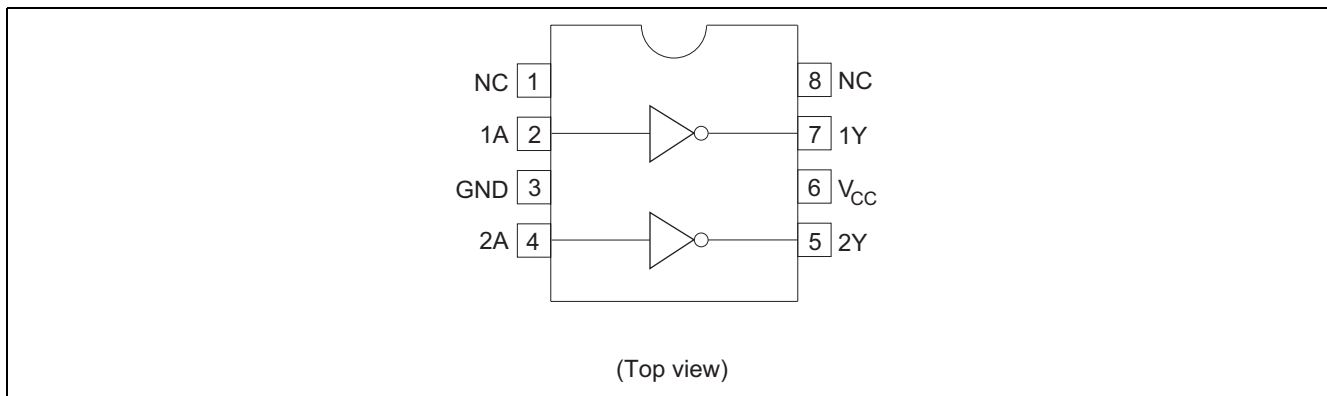 NC 1
8 NC
1A 2
7 1Y
GND 3
6 VCC
2A 4
5 2Y
(Top view)